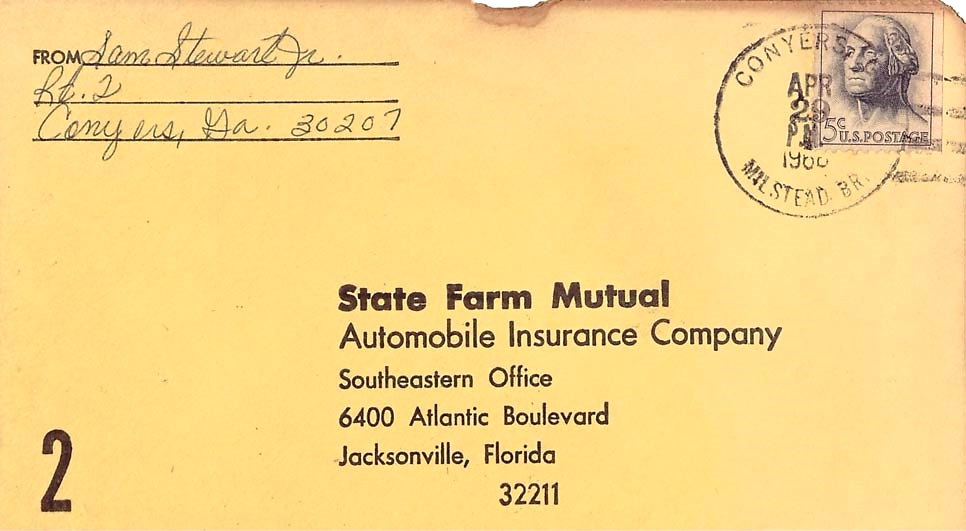 FROM Sam Stewart Jr.
Rt. 2
Conyers, Ga. 30207
CONYERS
APR
29
PM
MILSTEAD BR.
5c
U.S. POSTAGE
State Farm Mutual
Automobile Insurance Company
Southeastern Office
6400 Atlantic Boulevard
Jacksonville, Florida
32211
2